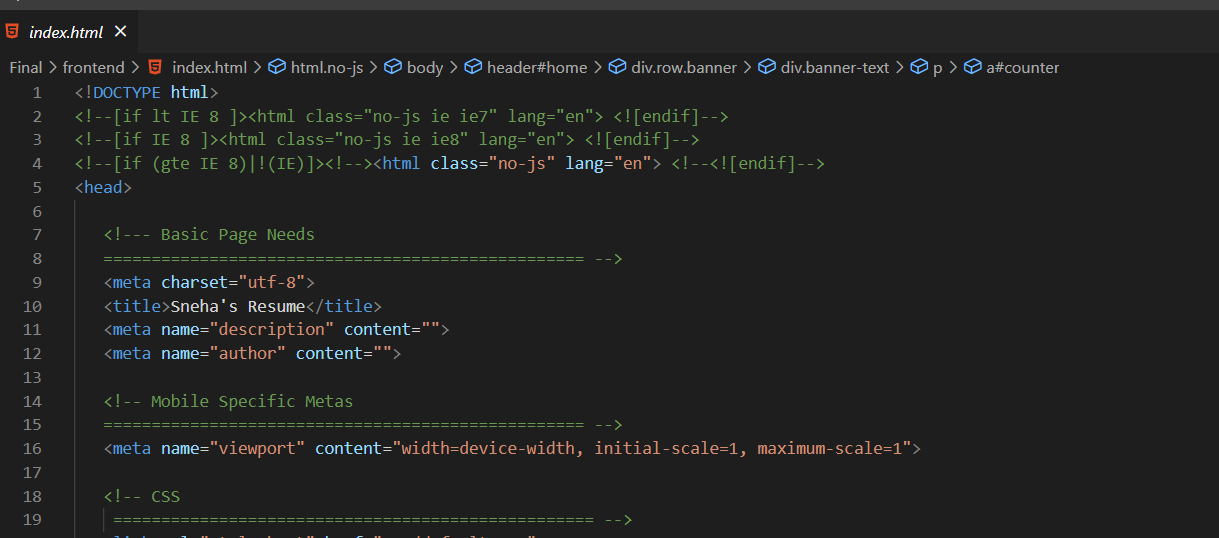 index.html
Final > frontend > index.html > html.no-js > body > header#home > div.row.banner > div.banner-text > p > a#counter
1 <!DOCTYPE html>
2 <!--[if lt IE 8 ]><html class="no-js ie ie7" lang="en"> <![endif]-->
3 <!--[if IE 8 ]><html class="no-js ie ie8" lang="en"> <![endif]-->
4 <!--[if (gte IE 8)|!(IE)]><!--><html class="no-js" lang="en"> <!--<![endif]-->
5 <head>
6
7 <!--- Basic Page Needs
8 ================================================== -->
9 <meta charset="utf-8">
10 <title>Sneha's Resume</title>
11 <meta name="description" content="">
12 <meta name="author" content="">
13
14 <!-- Mobile Specific Metas
15 ================================================== -->
16 <meta name="viewport" content="width=device-width, initial-scale=1, maximum-scale=1">
17
18 <!-- CSS
19 ================================================== -->